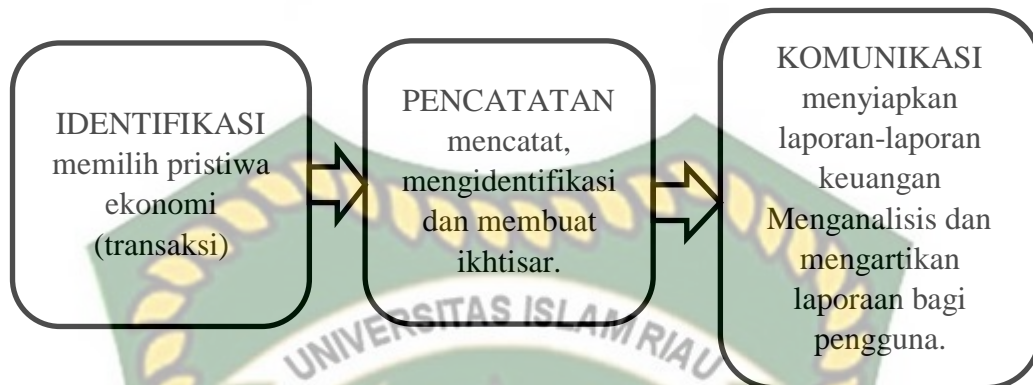 IDENTIFIKASI
memilih pristiwa
ekonomi
(transaksi)
PENCATATAN
mencatat,
mengidentifikasi
dan membuat
ikhtisar.
KOMUNIKASI
menyiapkan
laporan-laporan
keuangan
Menganalisis dan
mengartikan
laporaan bagi
pengguna.
UNIVERSITAS ISLAM RIAU